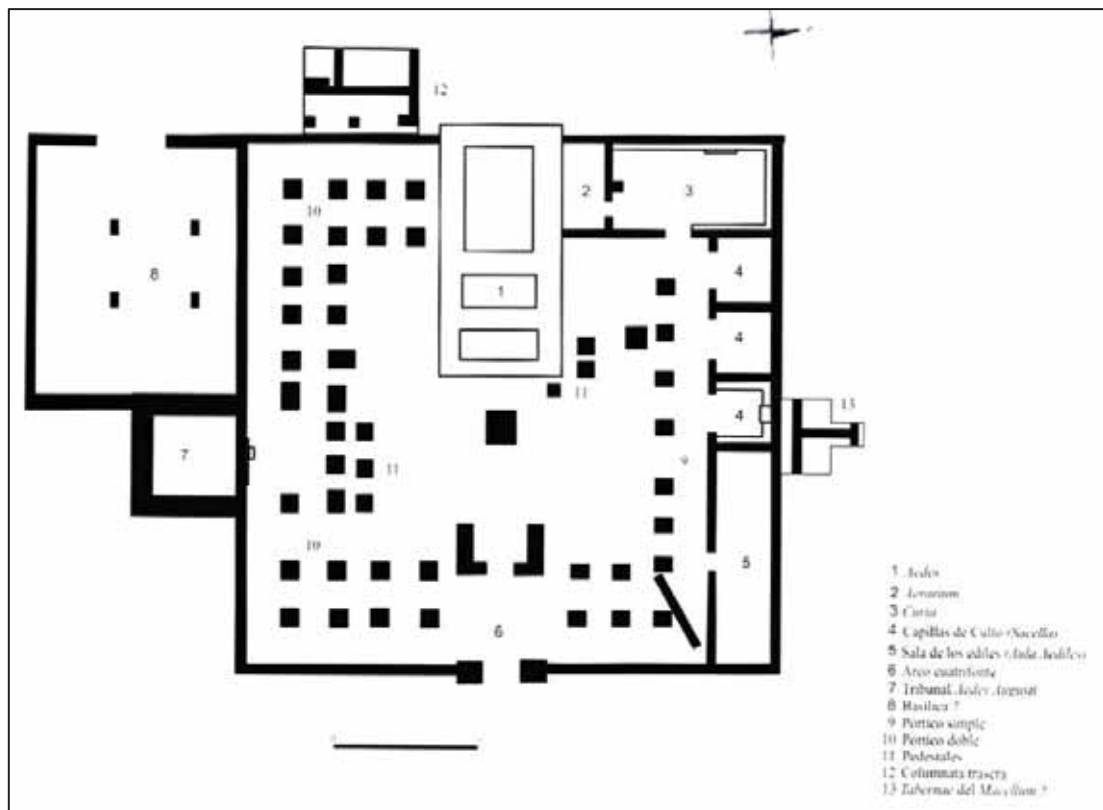 12
2
3
10
4
8
1
4
11
4
13
7
11
9
10
5
6
1 Aedes
2 Aerarium
3 Curia
4 Capillas de Culto (Sacella)
5 Sala de los ediles (Aula Aediles)
6 Arco cuatrifonte
7 Tribunal Aedes Augusti
8 Basílica ?
9 Pórtico simple
10 Pórtico doble
11 Pedestales
12 Columnata trasera
13 Tabernae del Macellum ?